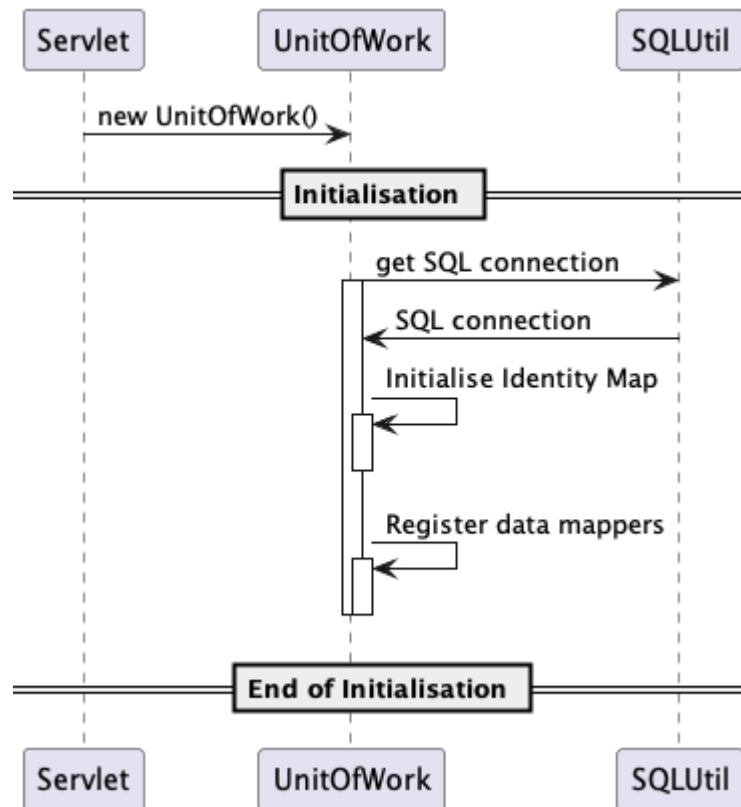 Servlet UnitOfWork SQLUtil
new UnitOfWork()
Initialisation
get SQL connection
SQL connection
Initialise Identity Map
Register data mappers
End of Initialisation
Servlet UnitOfWork SQLUtil